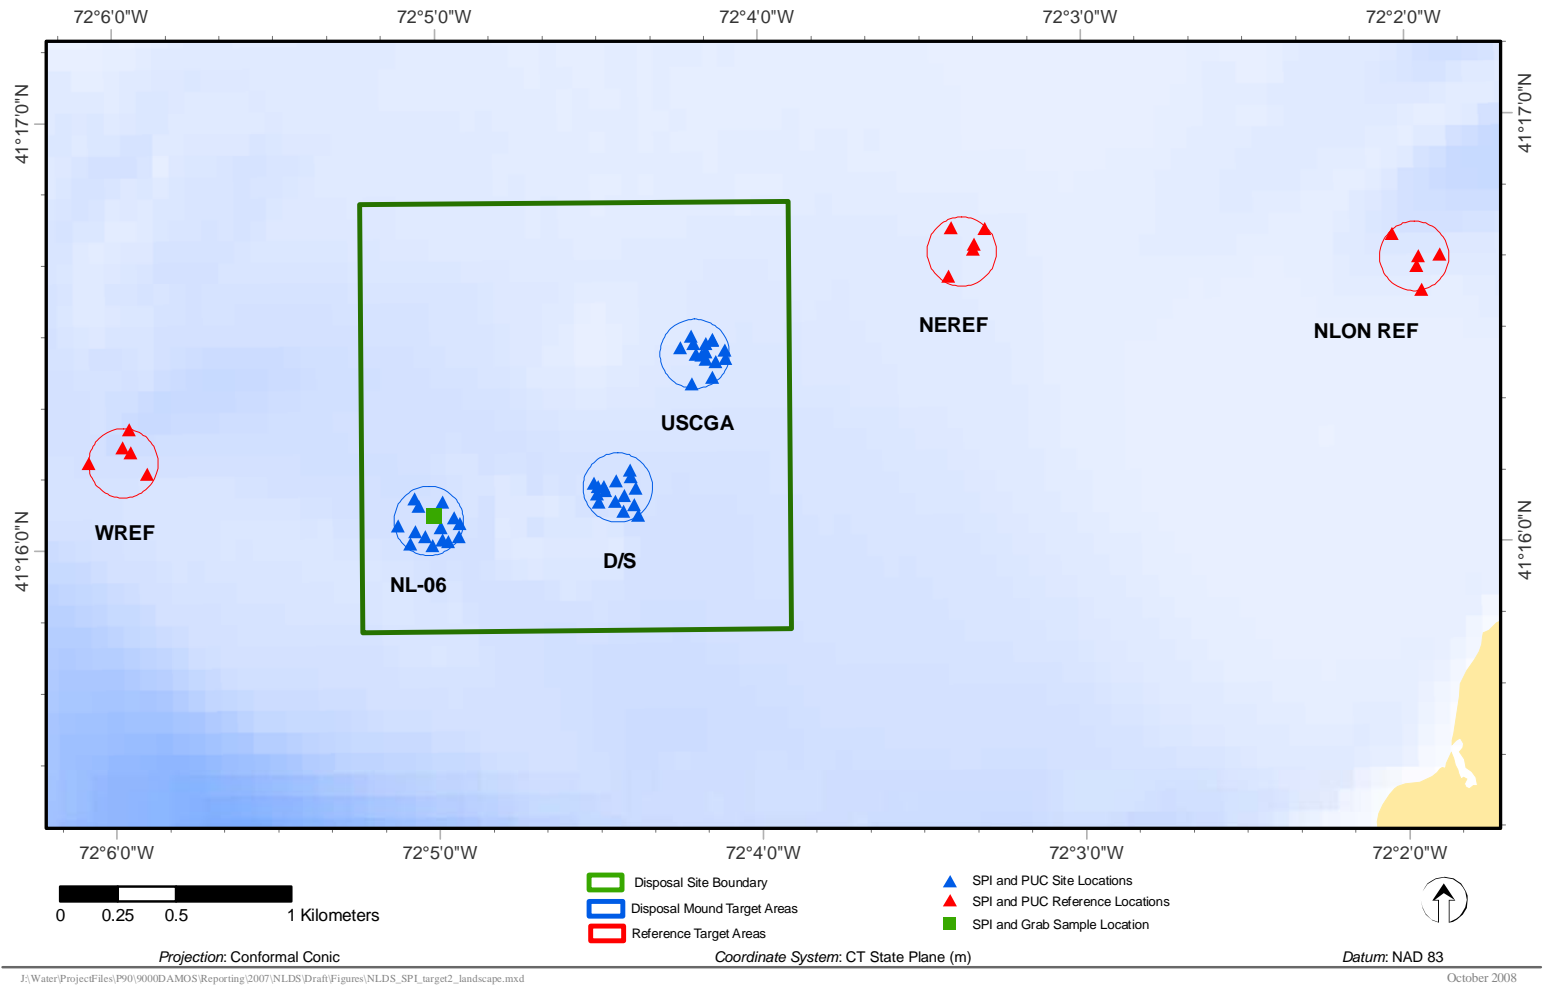 72°6'0"W 72°5'0"W 72°4'0"W 72°3'0"W 72°2'0"W
41°17'0"N 41°17'0"N
NEREF
NLON REF
USCGA
WREF
D/S
NL-06
41°16'0"N 41°16'0"N
72°6'0"W 72°5'0"W 72°4'0"W 72°3'0"W 72°2'0"W
0 0.25 0.5 1 Kilometers
Disposal Site Boundary
Disposal Mound Target Areas
Reference Target Areas
SPI and PUC Site Locations
SPI and PUC Reference Locations
SPI and Grab Sample Location
Projection: Conformal Conic Coordinate System: CT State Plane (m) Datum: NAD 83
J:\Water\ProjectFiles\P90\9000DAMOS\Reporting\2007\NLDS\Draft\Figures\NLDS_SPI_target2_landscape.mxd October 2008